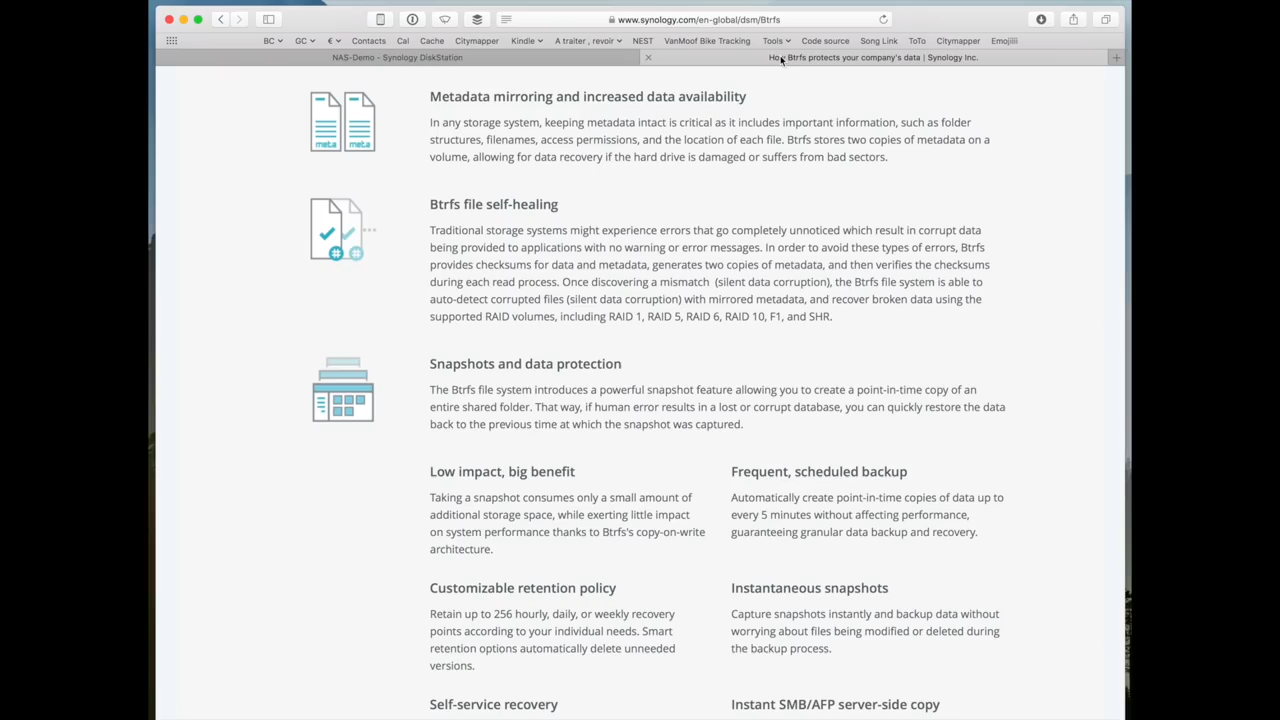 www.synology.com/en-global/dsm/Btrfs
BC GC € Contacts Cal Cache Citymapper Kindle A traiter , revoir NEST VanMoof Bike Tracking Tools Code source Song Link ToTo Citymapper Emojiiii
NAS-Demo - Synology DiskStation
How Btrfs protects your company's data | Synology Inc.
Metadata mirroring and increased data availability
In any storage system, keeping metadata intact is critical as it includes important information, such as folder
structures, filenames, access permissions, and the location of each file. Btrfs stores two copies of metadata on a
volume, allowing for data recovery if the hard drive is damaged or suffers from bad sectors.
meta meta
Btrfs file self-healing
Traditional storage systems might experience errors that go completely unnoticed which result in corrupt data
being provided to applications with no warning or error messages. In order to avoid these types of errors, Btrfs
provides checksums for data and metadata, generates two copies of metadata, and then verifies the checksums
during each read process. Once discovering a mismatch (silent data corruption), the Btrfs file system is able to
auto-detect corrupted files (silent data corruption) with mirrored metadata, and recover broken data using the
supported RAID volumes, including RAID 1, RAID 5, RAID 6, RAID 10, F1, and SHR.
# #
Snapshots and data protection
The Btrfs file system introduces a powerful snapshot feature allowing you to create a point-in-time copy of an
entire shared folder. That way, if human error results in a lost or corrupt database, you can quickly restore the data
back to the previous time at which the snapshot was captured.
Low impact, big benefit
Taking a snapshot consumes only a small amount of
additional storage space, while exerting little impact
on system performance thanks to Btrfs's copy-on-write
architecture.
Frequent, scheduled backup
Automatically create point-in-time copies of data up to
every 5 minutes without affecting performance,
guaranteeing granular data backup and recovery.
Customizable retention policy
Retain up to 256 hourly, daily, or weekly recovery
points according to your individual needs. Smart
retention options automatically delete unneeded
versions.
Instantaneous snapshots
Capture snapshots instantly and backup data without
worrying about files being modified or deleted during
the backup process.
Self-service recovery
Instant SMB/AFP server-side copy